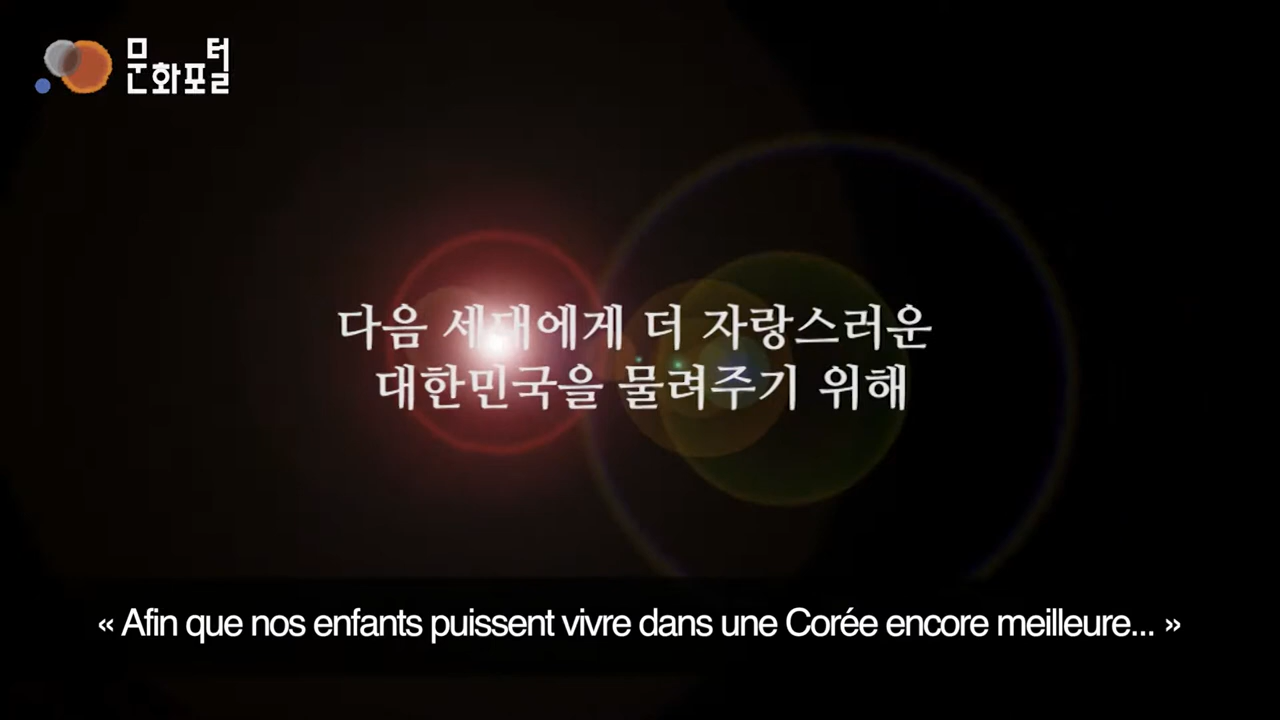 문화포털
다음 세대에게 더 자랑스러운
대한민국을 물려주기 위해
« Afin que nos enfants puissent vivre dans une Corée encore meilleure... »